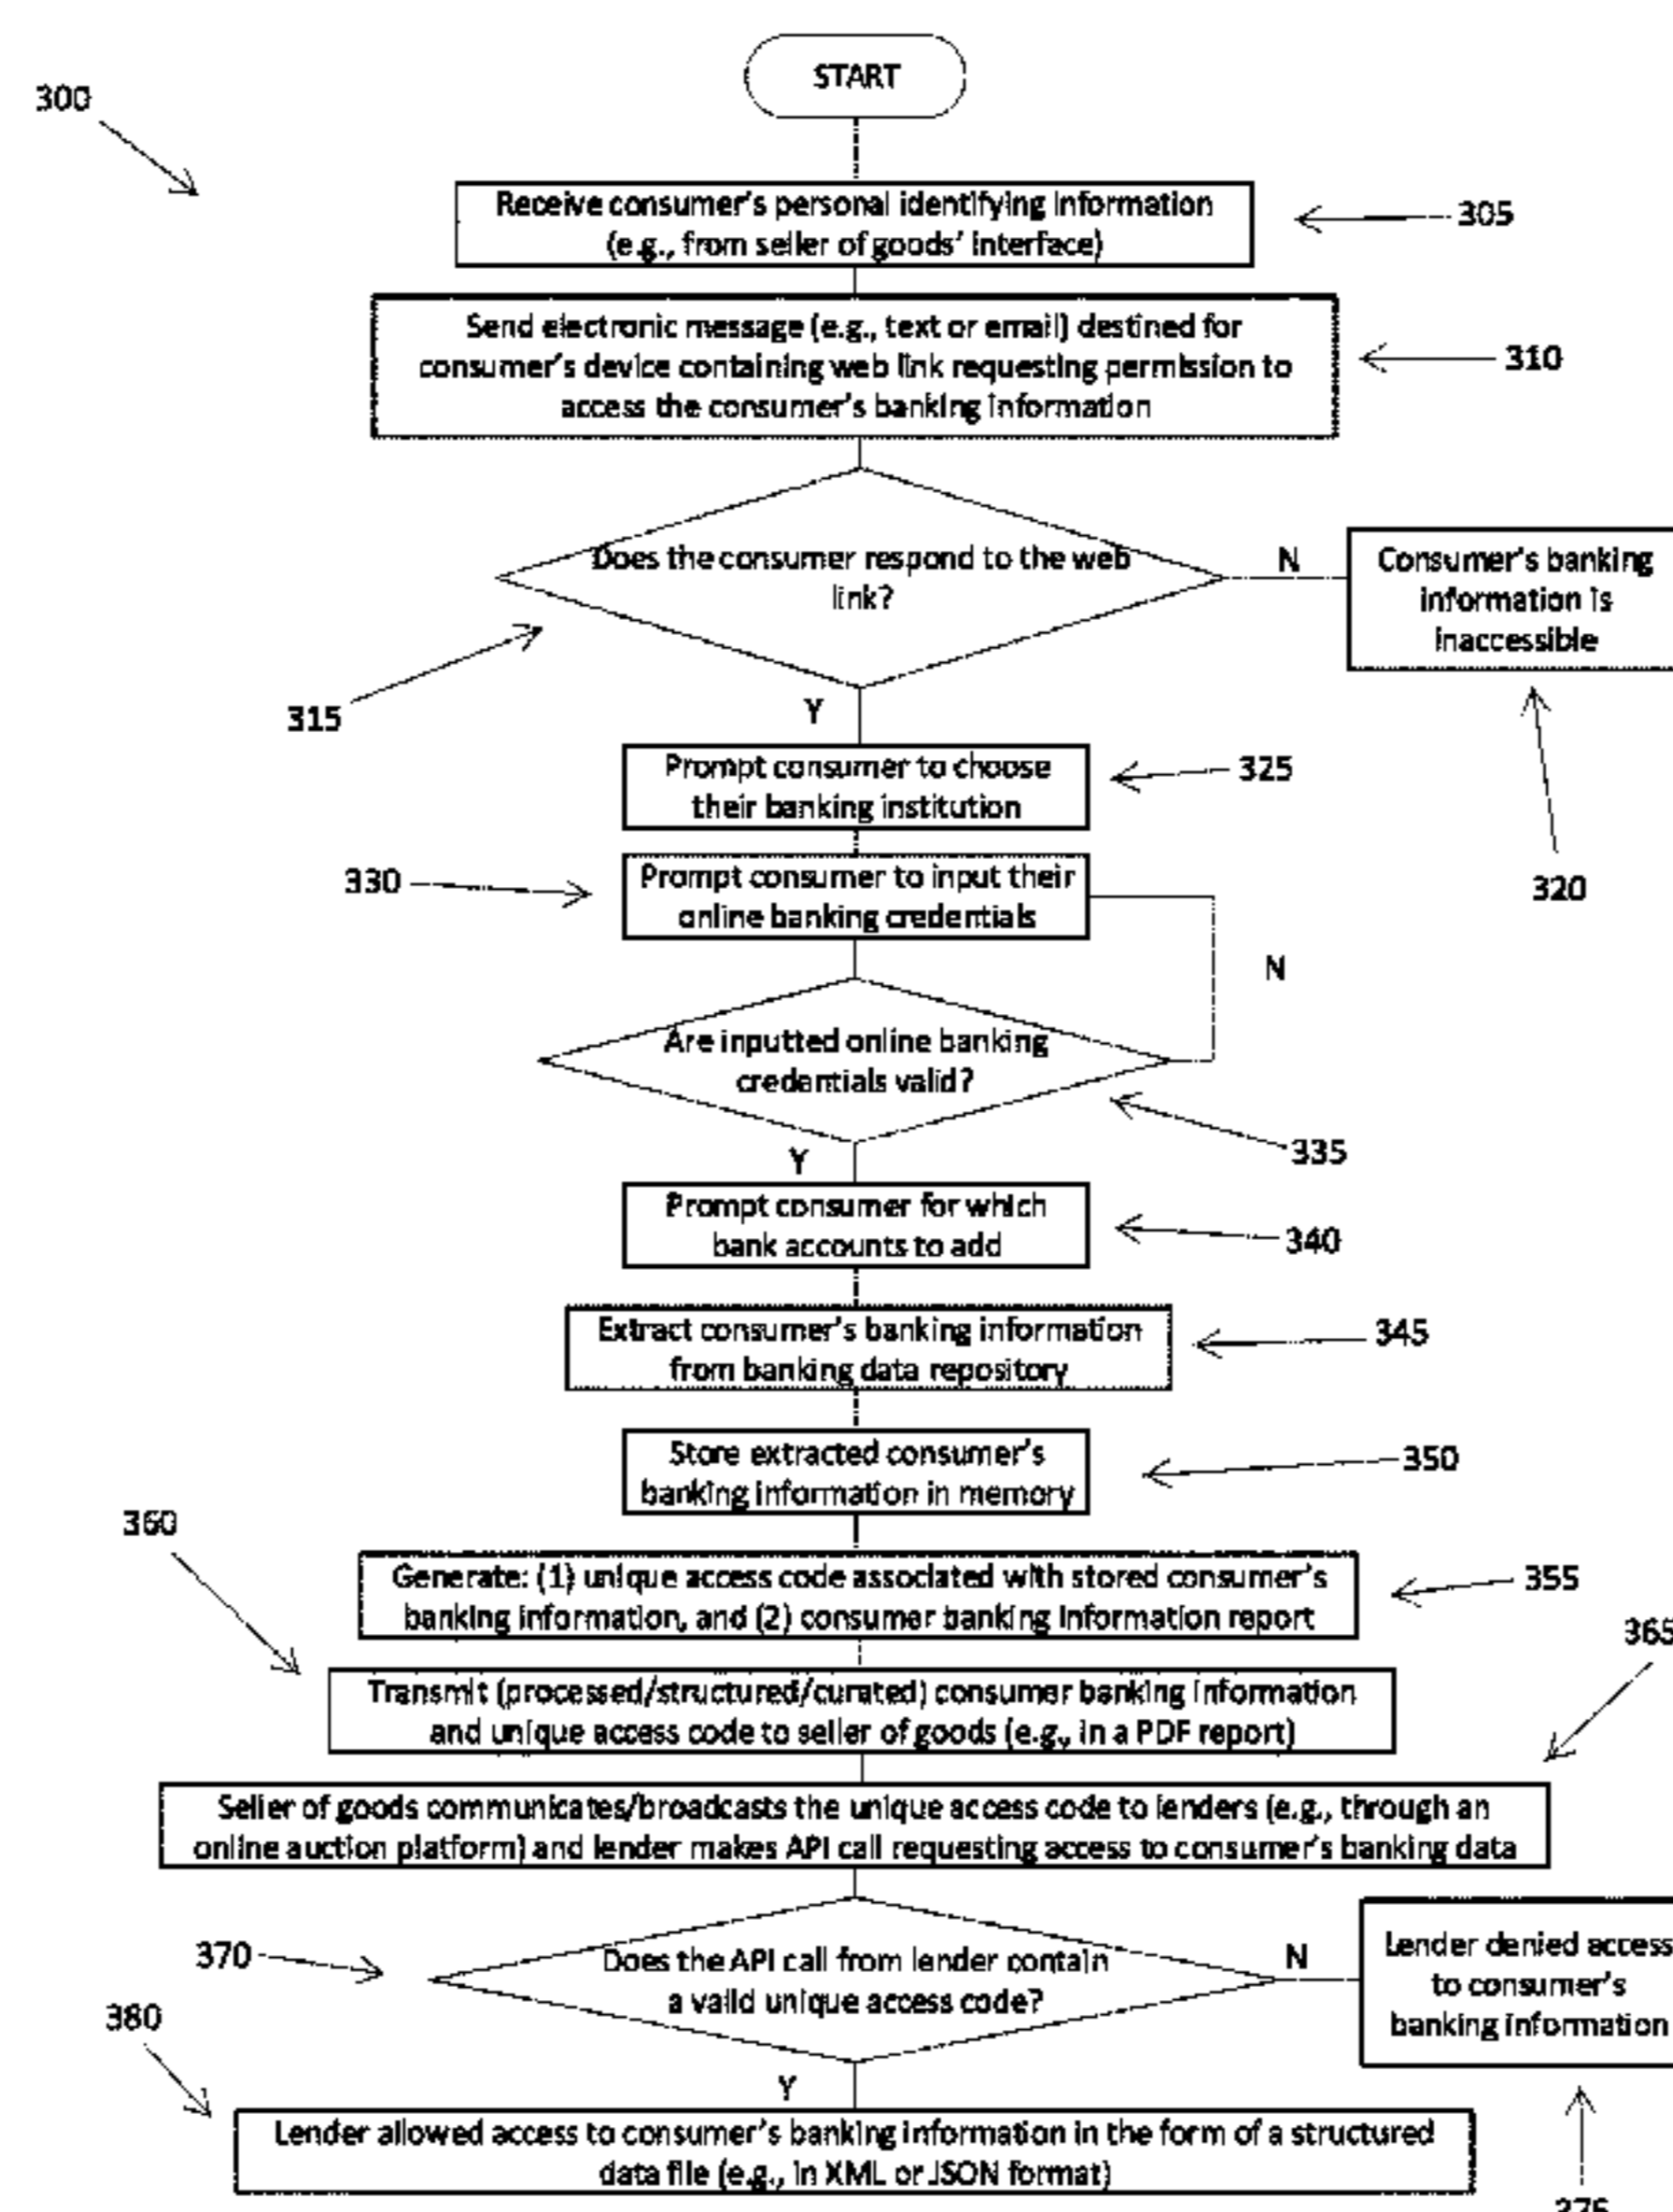 START
300
Receive consumer's personal identifying information
(e.g., from seller of goods' interface)
305
Send electronic message (e.g., text or email) destined for
consumer's device containing web link requesting permission to
access the consumer's banking information
310
Does the consumer respond to the web
link?
N
Consumer's banking
information is
inaccessible
315
Y
320
Prompt consumer to choose
their banking institution
325
330
Prompt consumer to input their
online banking credentials
N
Are inputted online banking
credentials valid?
335
Y
Prompt consumer for which
bank accounts to add
340
Extract consumer's banking information
from banking data repository
345
Store extracted consumer's
banking information in memory
350
360
Generate: (1) unique access code associated with stored consumer's
banking information, and (2) consumer banking information report
355
365
Transmit (processed/structured/curated) consumer banking information
and unique access code to seller of goods (e.g., in a PDF report)
Seller of goods communicates/broadcasts the unique access code to lenders (e.g., through an
online auction platform) and lender makes API call requesting access to consumer's banking data
370
Does the API call from lender contain
a valid unique access code?
N
Lender denied access
to consumer's
banking information
380
Y
Lender allowed access to consumer's banking information in the form of a structured
data file (e.g., in XML or JSON format)
375